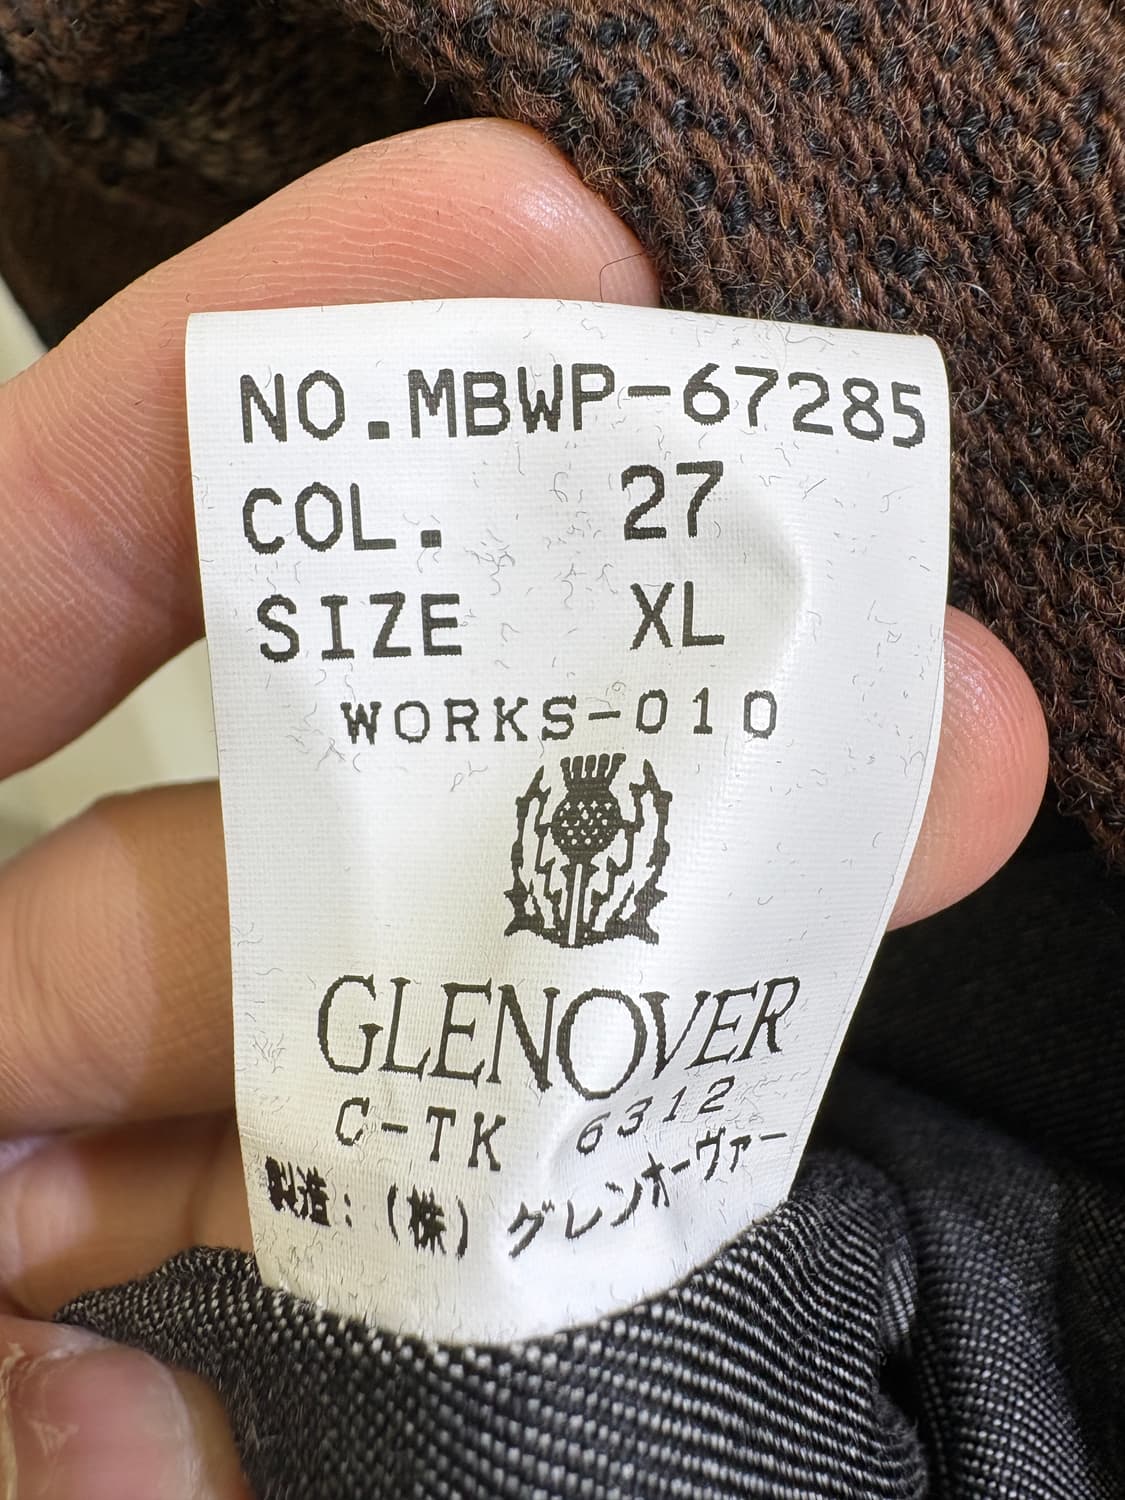 NO.MBWP-67285
COL. 27
SIZE XL
WORKS-010
GLENOVER
C-TK 6312
製造：(株)グレンオーヴァー